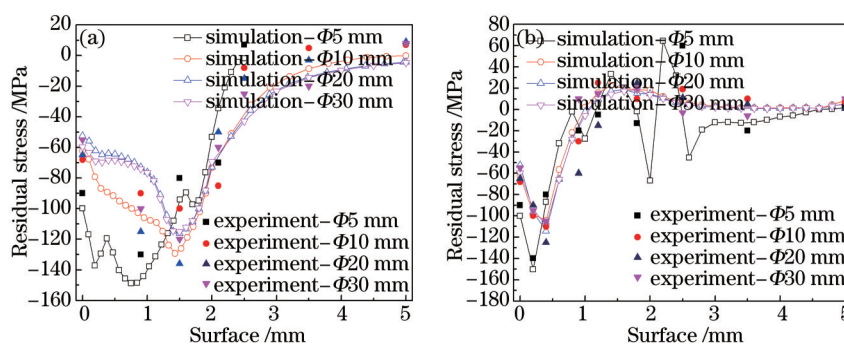 (a)
simulation–Φ5 mm
simulation–Φ10 mm
simulation–Φ20 mm
simulation–Φ30 mm
experiment–Φ5 mm
experiment–Φ10 mm
experiment–Φ20 mm
experiment–Φ30 mm
Residual stress /MPa
20
0
−20
−40
−60
−80
−100
−120
−140
−160
0 1 2 3 4 5
Surface /mm
(b)
simulation–Φ5 mm
simulation–Φ10 mm
simulation–Φ20 mm
simulation–Φ30 mm
experiment–Φ5 mm
experiment–Φ10 mm
experiment–Φ20 mm
experiment–Φ30 mm
Residual stress /MPa
80
60
40
20
0
−20
−40
−60
−80
−100
−120
−140
−160
−180
0 1 2 3 4 5
Surface /mm